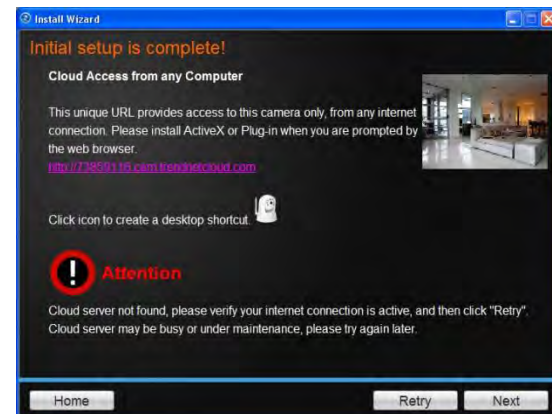 Install Wizard
Initial setup is complete!
Cloud Access from any Computer
This unique URL provides access to this camera only, from any internet
connection. Please install ActiveX or Plug-in when you are prompted by
the web browser.
http://73859116.cam.trendnetcloud.com
Click icon to create a desktop shortcut.
Attention
Cloud server not found, please verify your internet connection is active, and then click "Retry".
Cloud server may be busy or under maintenance, please try again later.
Home
Retry
Next